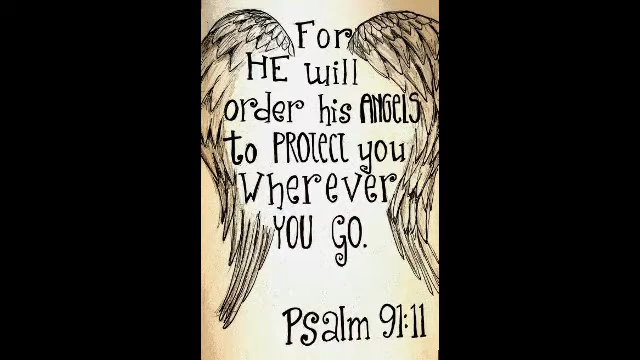 For
HE will
order his ANGELS
to PROTECT you
Wherever
YOU GO.
Psalm 91:11